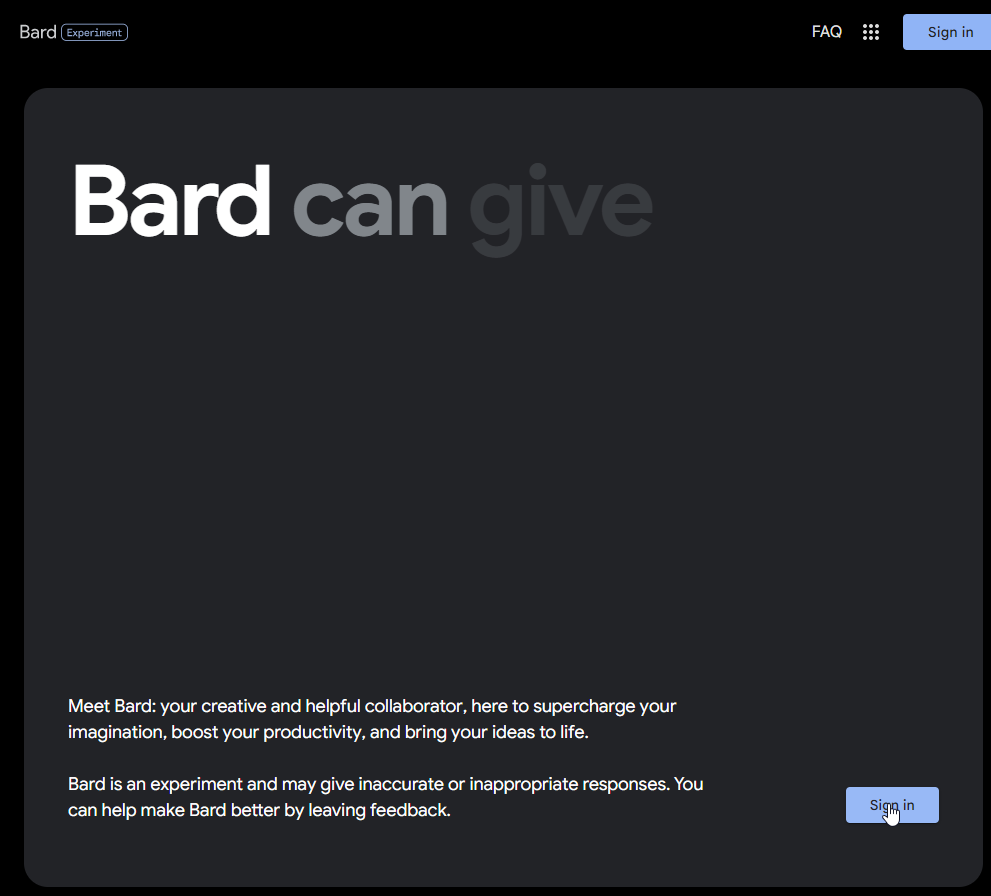 Bard Experiment
FAQ
Sign in
Bard can give
Meet Bard: your creative and helpful collaborator, here to supercharge your
imagination, boost your productivity, and bring your ideas to life.
Bard is an experiment and may give inaccurate or inappropriate responses. You
can help make Bard better by leaving feedback.
Sign in